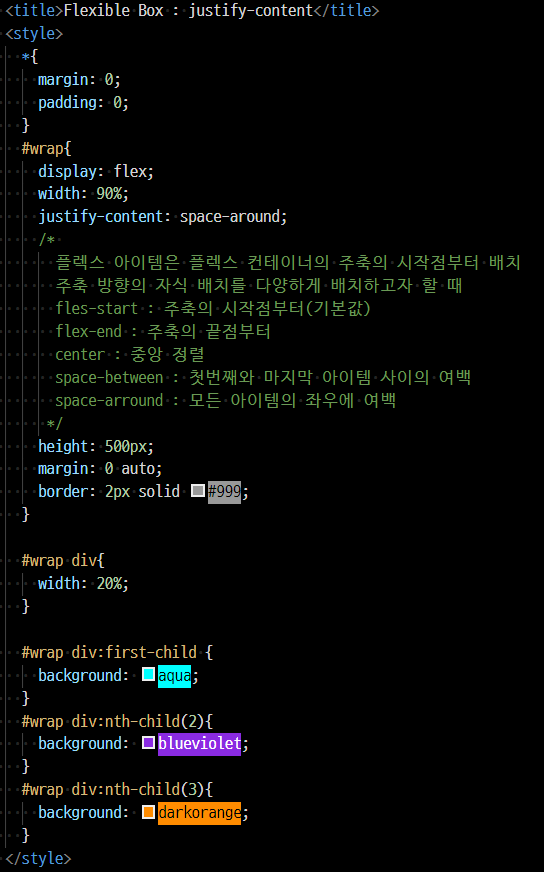 <title>Flexible Box : justify-content</title>
<style>
*{
margin: 0;
padding: 0;
}
#wrap{
display: flex;
width: 90%;
justify-content: space-around;
/*
플렉스 아이템은 플렉스 컨테이너의 주축의 시작점부터 배치
주축 방향의 자식 배치를 다양하게 배치하고자 할 때
fles-start : 주축의 시작점부터(기본값)
flex-end : 주축의 끝점부터
center : 중앙 정렬
space-between : 첫번째와 마지막 아이템 사이의 여백
space-arround : 모든 아이템의 좌우에 여백
*/
height: 500px;
margin: 0 auto;
border: 2px solid #999;
}
#wrap div{
width: 20%;
}
#wrap div:first-child {
background: aqua;
}
#wrap div:nth-child(2){
background: blueviolet;
}
#wrap div:nth-child(3){
background: darkorange;
}
</style>